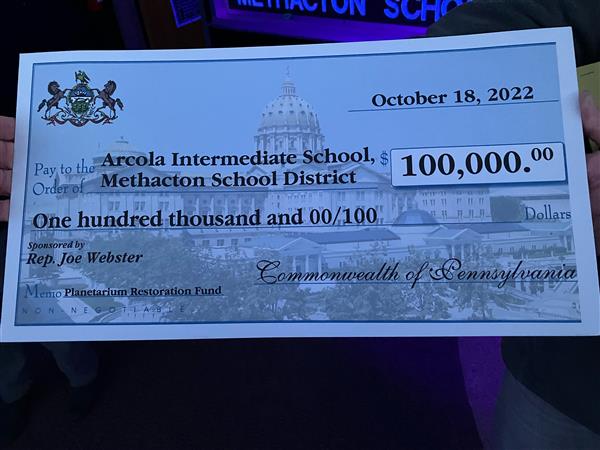 METHACTON SCHO
October 18, 2022
Pay to the
Order of
Arcola Intermediate School,
Methacton School District
$ 100,000.00
One hundred thousand and 00/100
Dollars
Sponsored by
Rep. Joe Webster
Commonwealth of Pennsylvania
Memo Planetarium Restoration Fund
NON-NEGOTIABLE